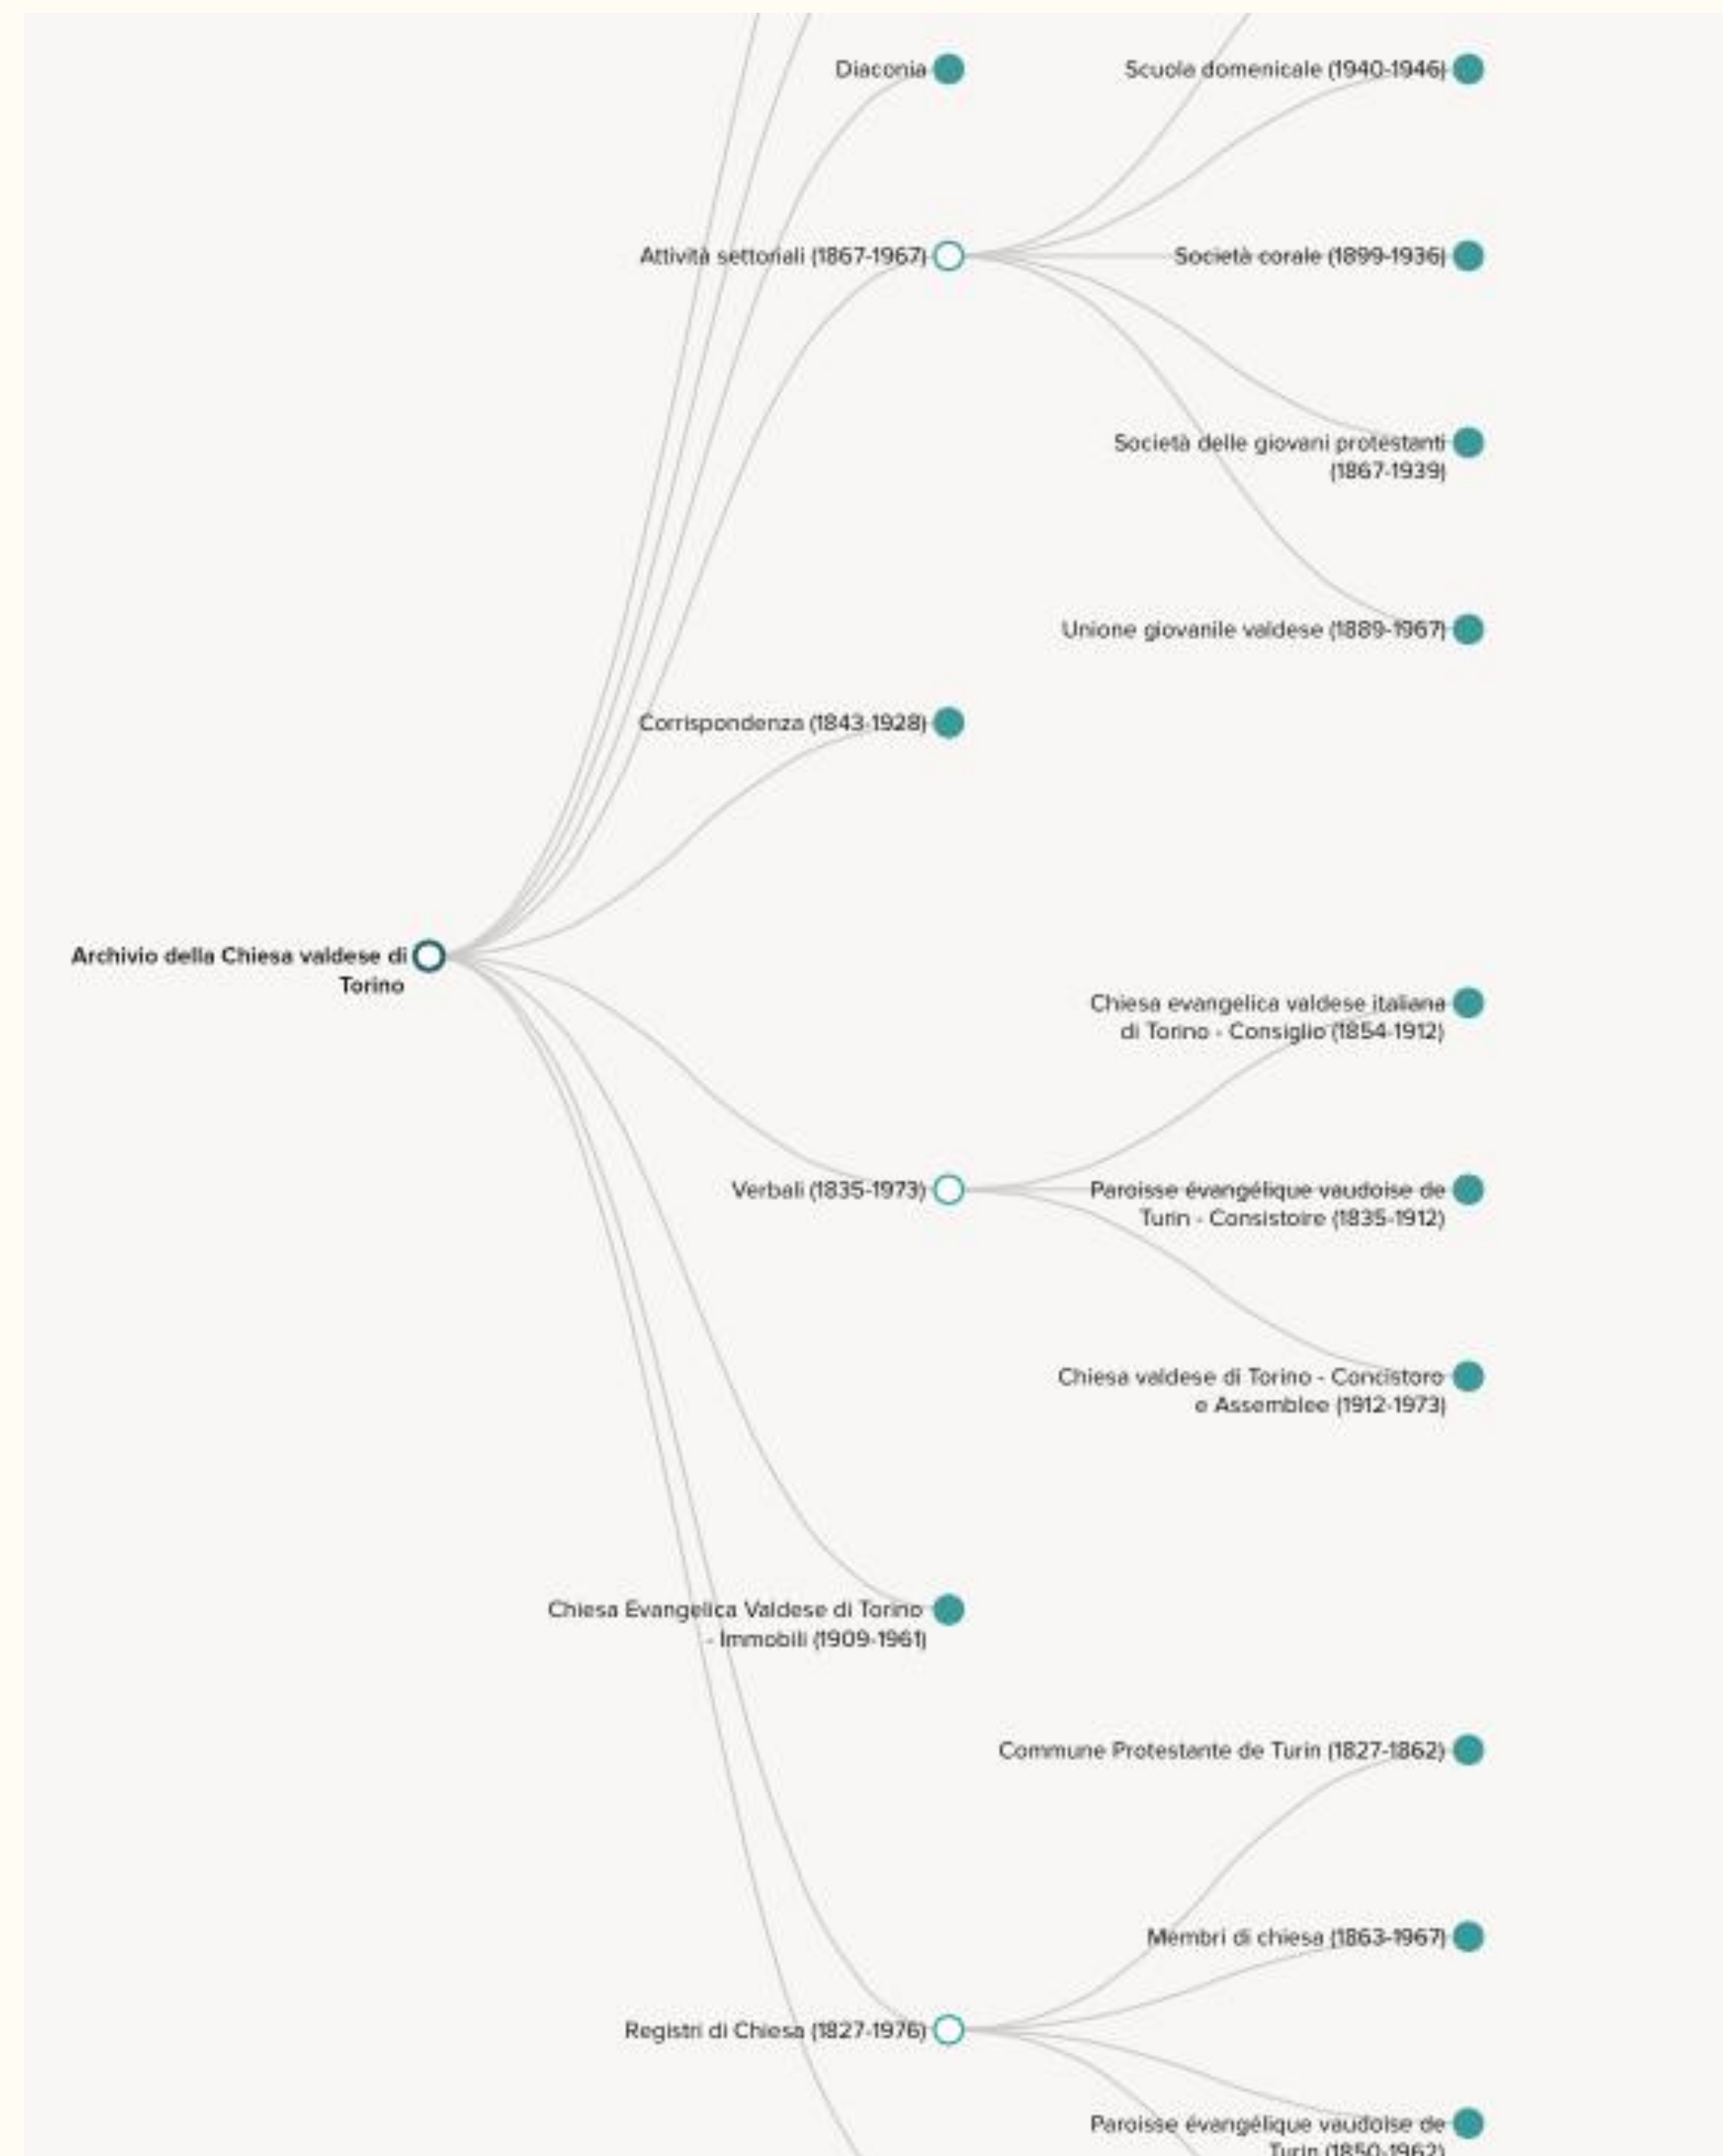 Diaconia
Scuola domenicale (1940-1946)
Attività settoriali (1867-1967)
Società corale (1899-1936)
Società delle giovani protestanti
(1867-1939)
Unione giovanile valdese (1889-1967)
Corrispondenza (1843-1928)
Archivio della Chiesa valdese di
Torino
Chiesa evangelica valdese italiana
di Torino - Consiglio (1854-1912)
Verbali (1835-1973)
Paroisse évangélique vaudoise de
Turin - Consistoire (1835-1912)
Chiesa valdese di Torino - Concistoro
e Assemblee (1912-1973)
Chiesa Evangelica Valdese di Torino
- Immobili (1909-1961)
Commune Protestante de Turin (1827-1862)
Membri di chiesa (1863-1967)
Registri di Chiesa (1827-1976)
Paroisse évangélique vaudoise de
Turin (1850-1962)